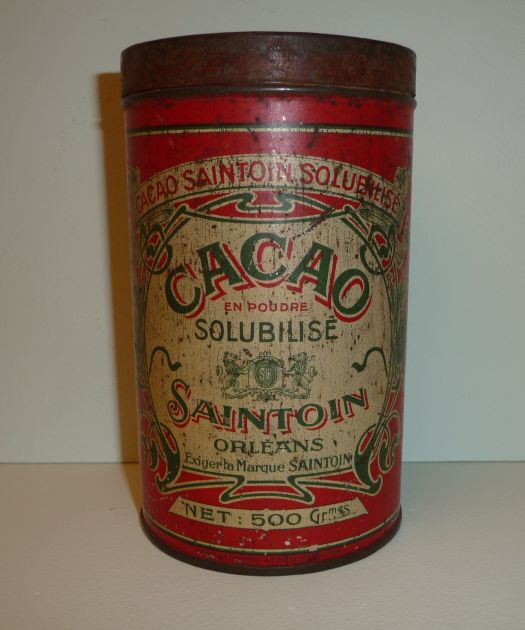 CACAO SAINTOIN SOLUBILISÉ
CACAO
EN POUDRE
SOLUBILISÉ
SAINTOIN
ORLÉANS
Exiger la Marque SAINTOIN
NET: 500 Grmes